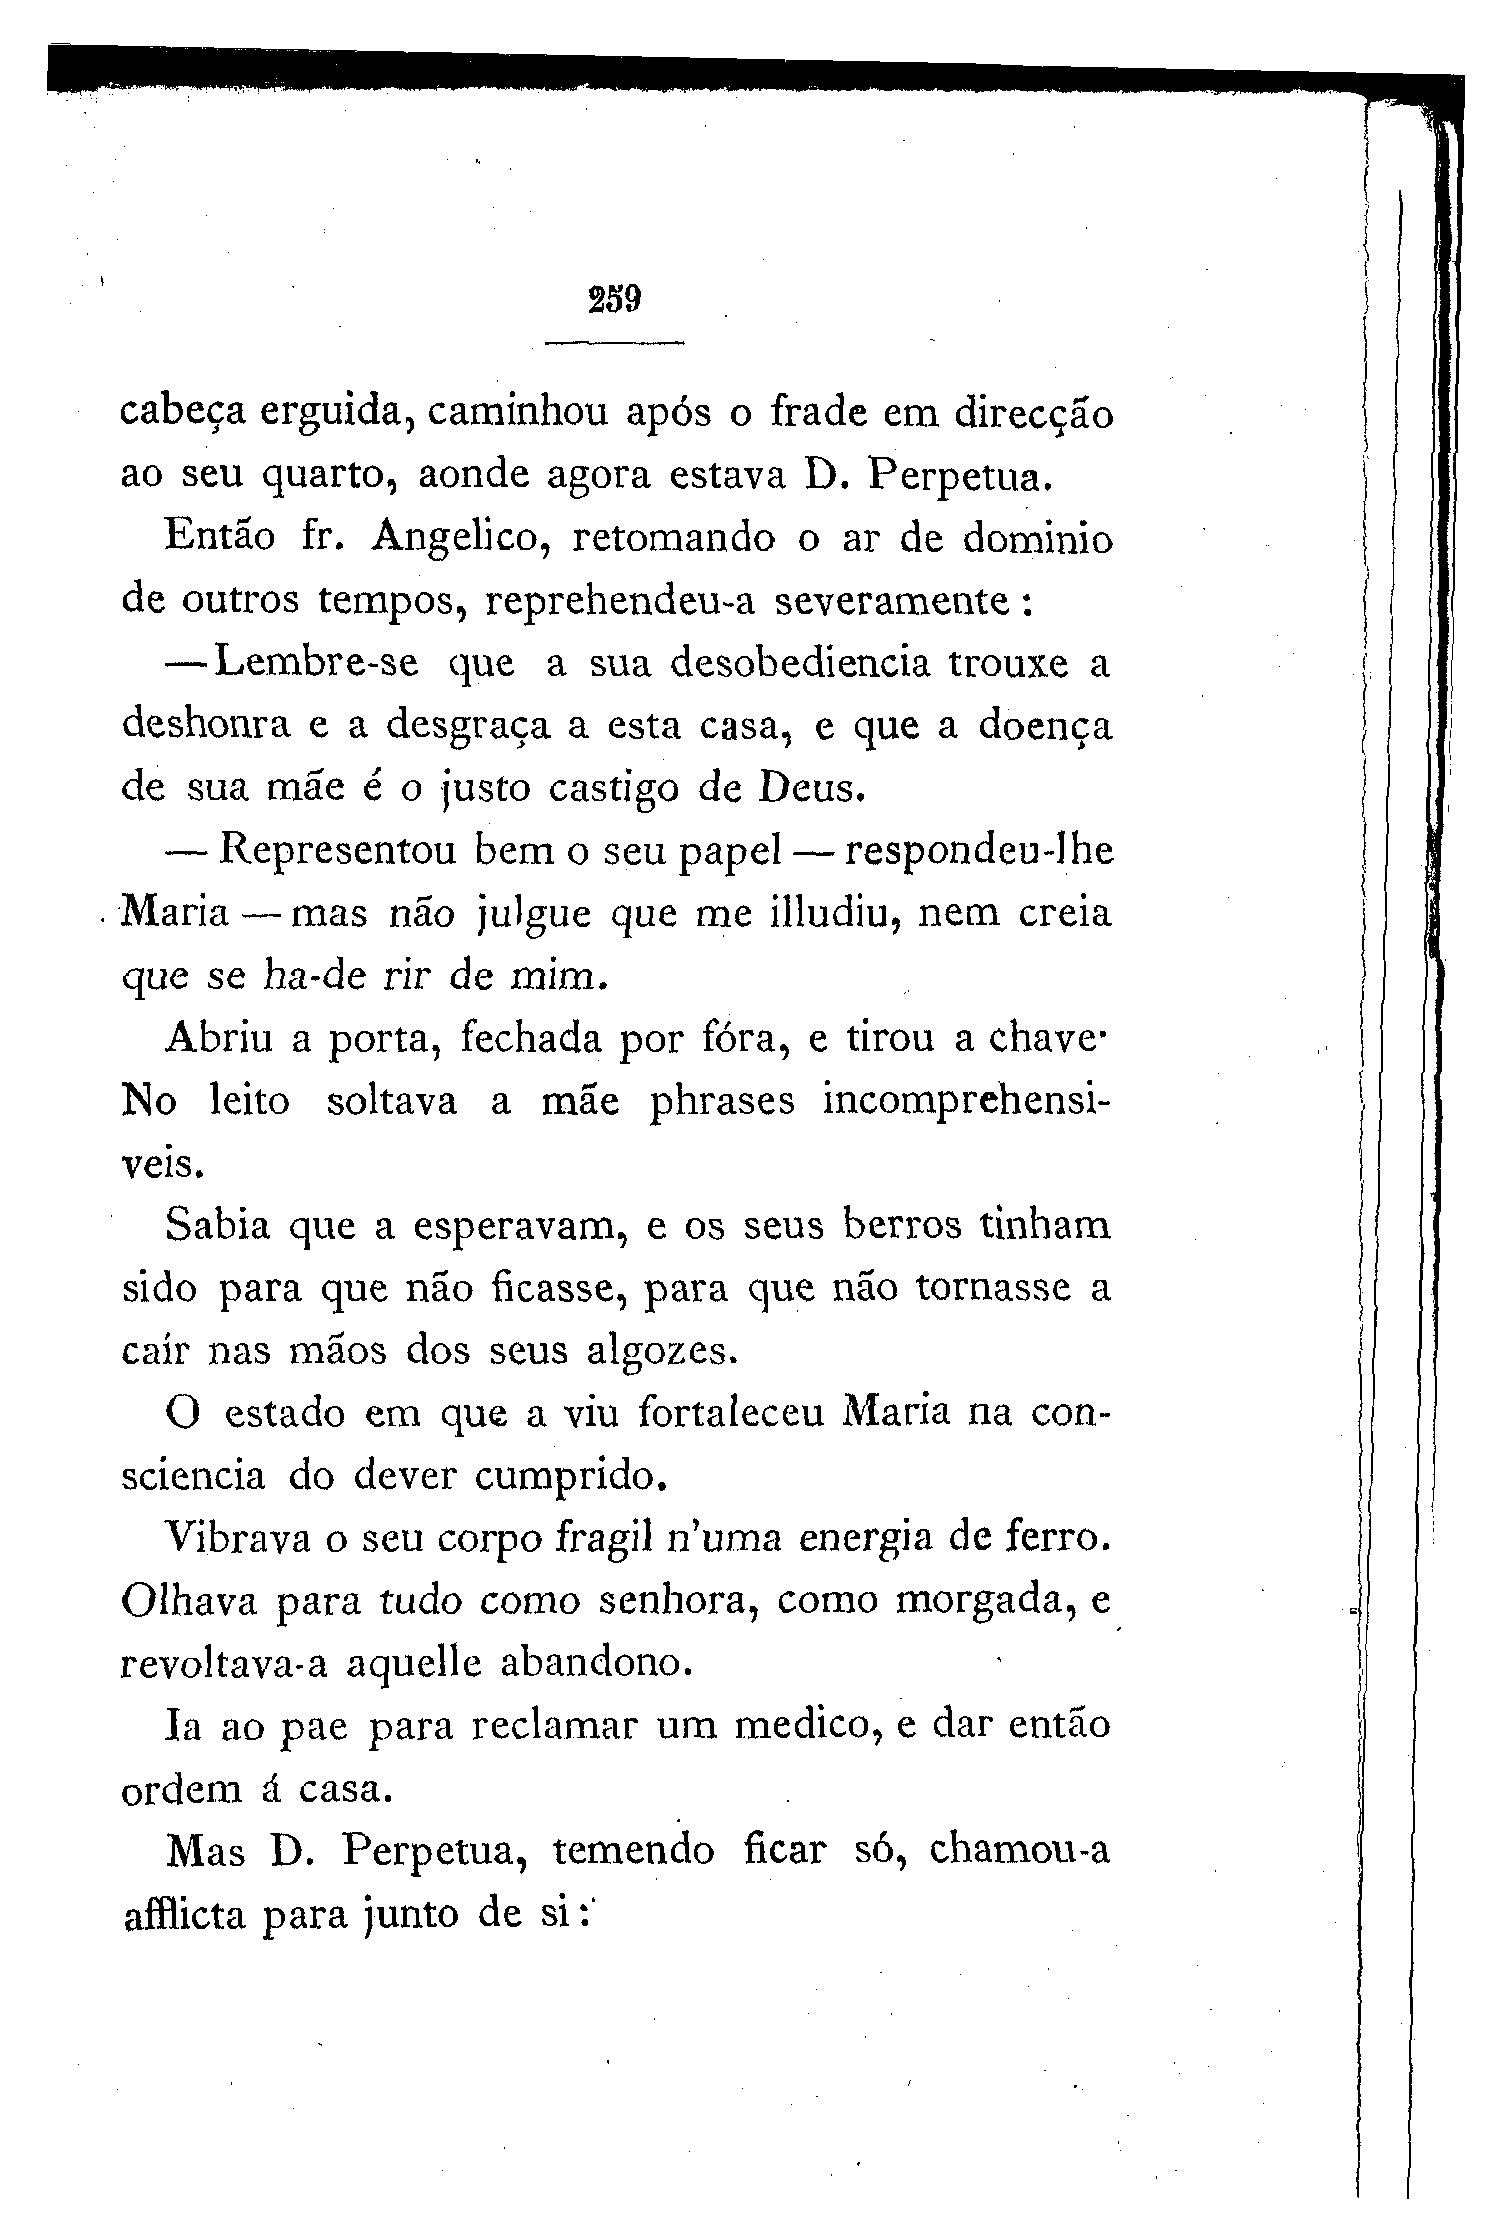 259
cabeça erguida, caminhou após o frade em direcção
ao seu quarto, aonde agora estava D. Perpetua.
Então fr. Angelico, retomando o ar de dominio
de outros tempos, reprehendeu-a severamente :
— Lembre-se que a sua desobediencia trouxe a
deshonra e a desgraça a esta casa, e que a doença
de sua mãe é o justo castigo de Deus.
— Representou bem o seu papel — respondeu-lhe
Maria — mas não julgue que me illudiu, nem creia
que se ha-de rir de mim.
Abriu a porta, fechada por fóra, e tirou a chave·
No leito soltava a mãe phrases incomprehensi-
veis.
Sabia que a esperavam, e os seus berros tinham
sido para que não ficasse, para que não tornasse a
caír nas mãos dos seus algozes.
O estado em que a viu fortaleceu Maria na con-
sciencia do dever cumprido.
Vibrava o seu corpo fragil n'uma energia de ferro.
Olhava para tudo como senhora, como morgada, e
revoltava-a aquelle abandono.
Ia ao pae para reclamar um medico, e dar então
ordem á casa.
Mas D. Perpetua, temendo ficar só, chamou-a
afflicta para junto de si :